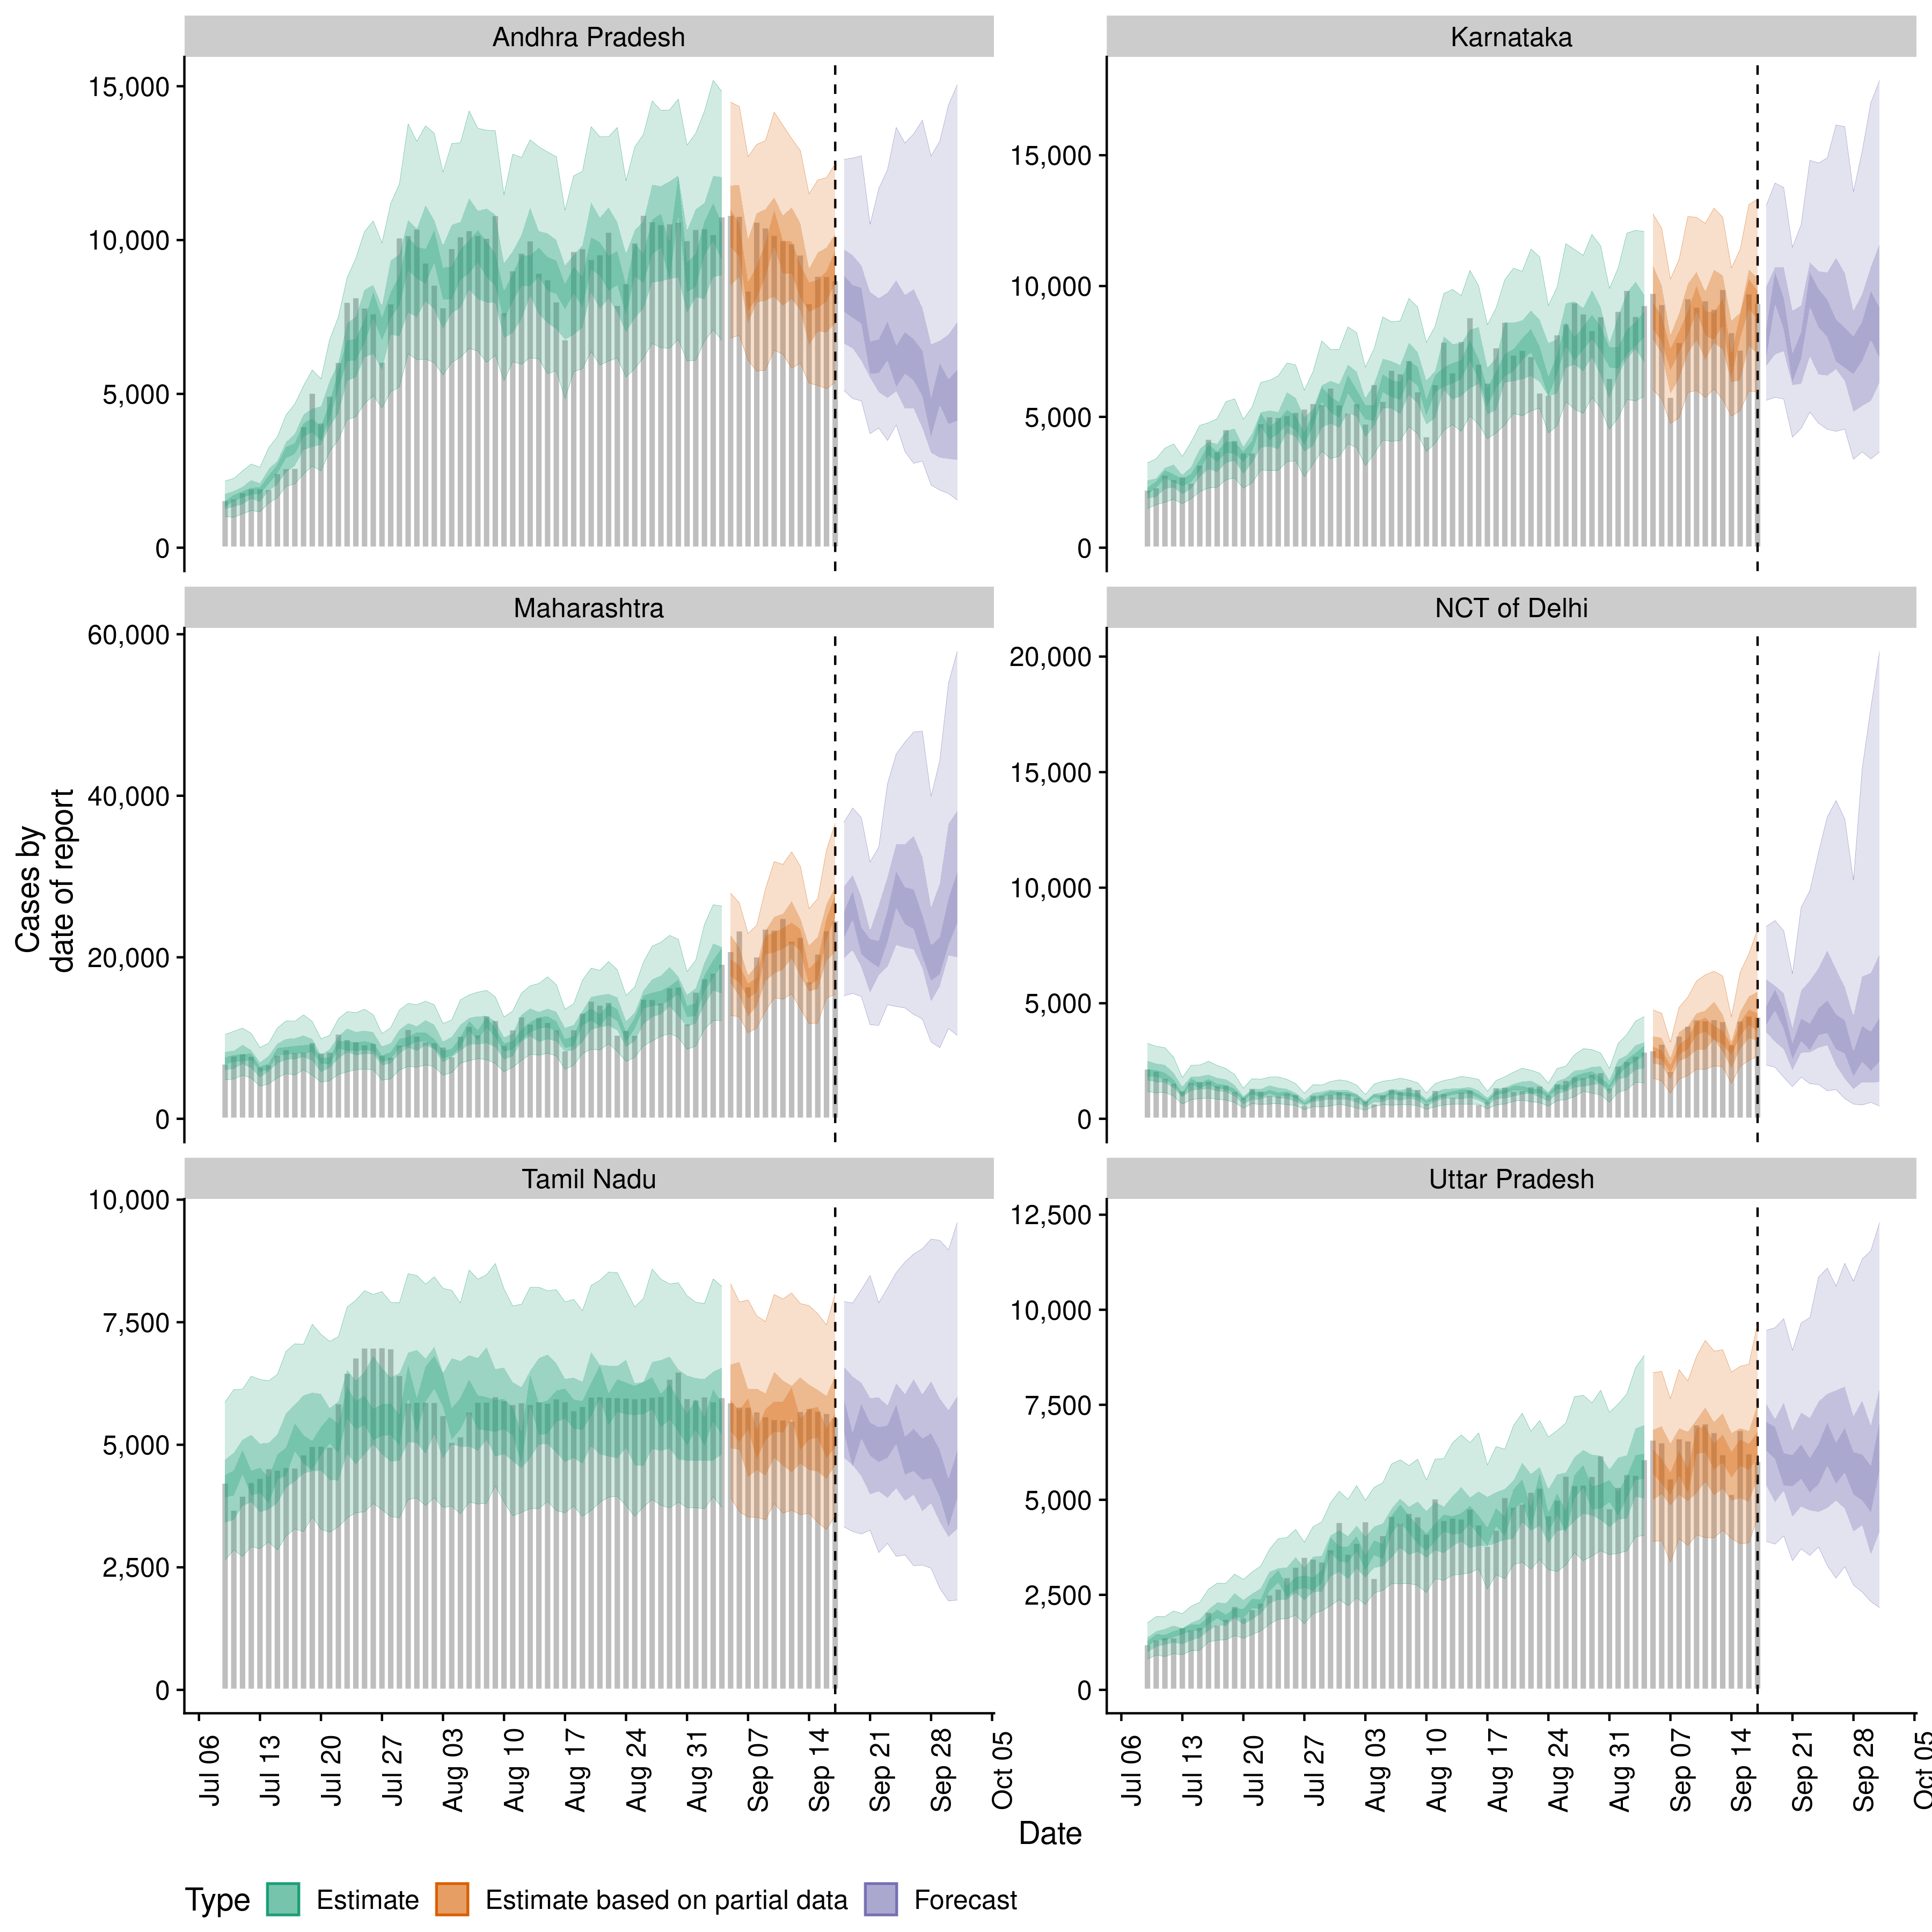 Andhra Pradesh
Karnataka
15,000
10,000
5,000
0
15,000
10,000
5,000
0
Maharashtra
NCT of Delhi
60,000
40,000
20,000
0
20,000
15,000
10,000
5,000
0
Cases by
date of report
Tamil Nadu
Uttar Pradesh
10,000
7,500
5,000
2,500
0
12,500
10,000
7,500
5,000
2,500
0
Jul 06
Jul 13
Jul 20
Jul 27
Aug 03
Aug 10
Aug 17
Aug 24
Aug 31
Sep 07
Sep 14
Sep 21
Sep 28
Oct 05
Jul 06
Jul 13
Jul 20
Jul 27
Aug 03
Aug 10
Aug 17
Aug 24
Aug 31
Sep 07
Sep 14
Sep 21
Sep 28
Oct 05
Date
Type Estimate Estimate based on partial data Forecast